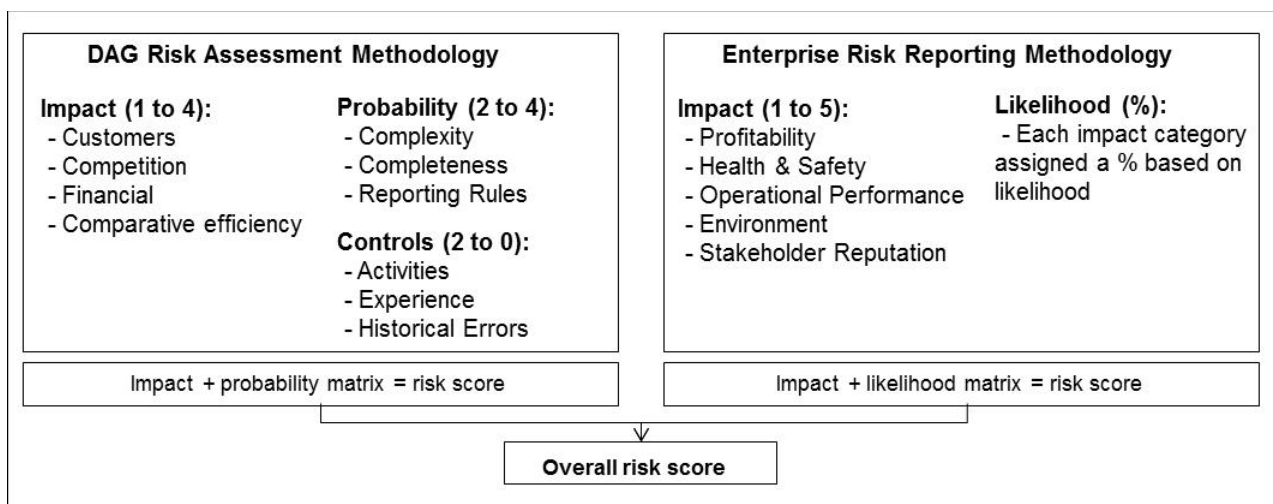 DAG Risk Assessment Methodology
Impact (1 to 4):
- Customers
- Competition
- Financial
- Comparative efficiency
Probability (2 to 4):
- Complexity
- Completeness
- Reporting Rules
Controls (2 to 0):
- Activities
- Experience
- Historical Errors
Impact + probability matrix = risk score
Enterprise Risk Reporting Methodology
Impact (1 to 5):
- Profitability
- Health & Safety
- Operational Performance
- Environment
- Stakeholder Reputation
Likelihood (%):
- Each impact category
assigned a % based on
likelihood
Impact + likelihood matrix = risk score
Overall risk score